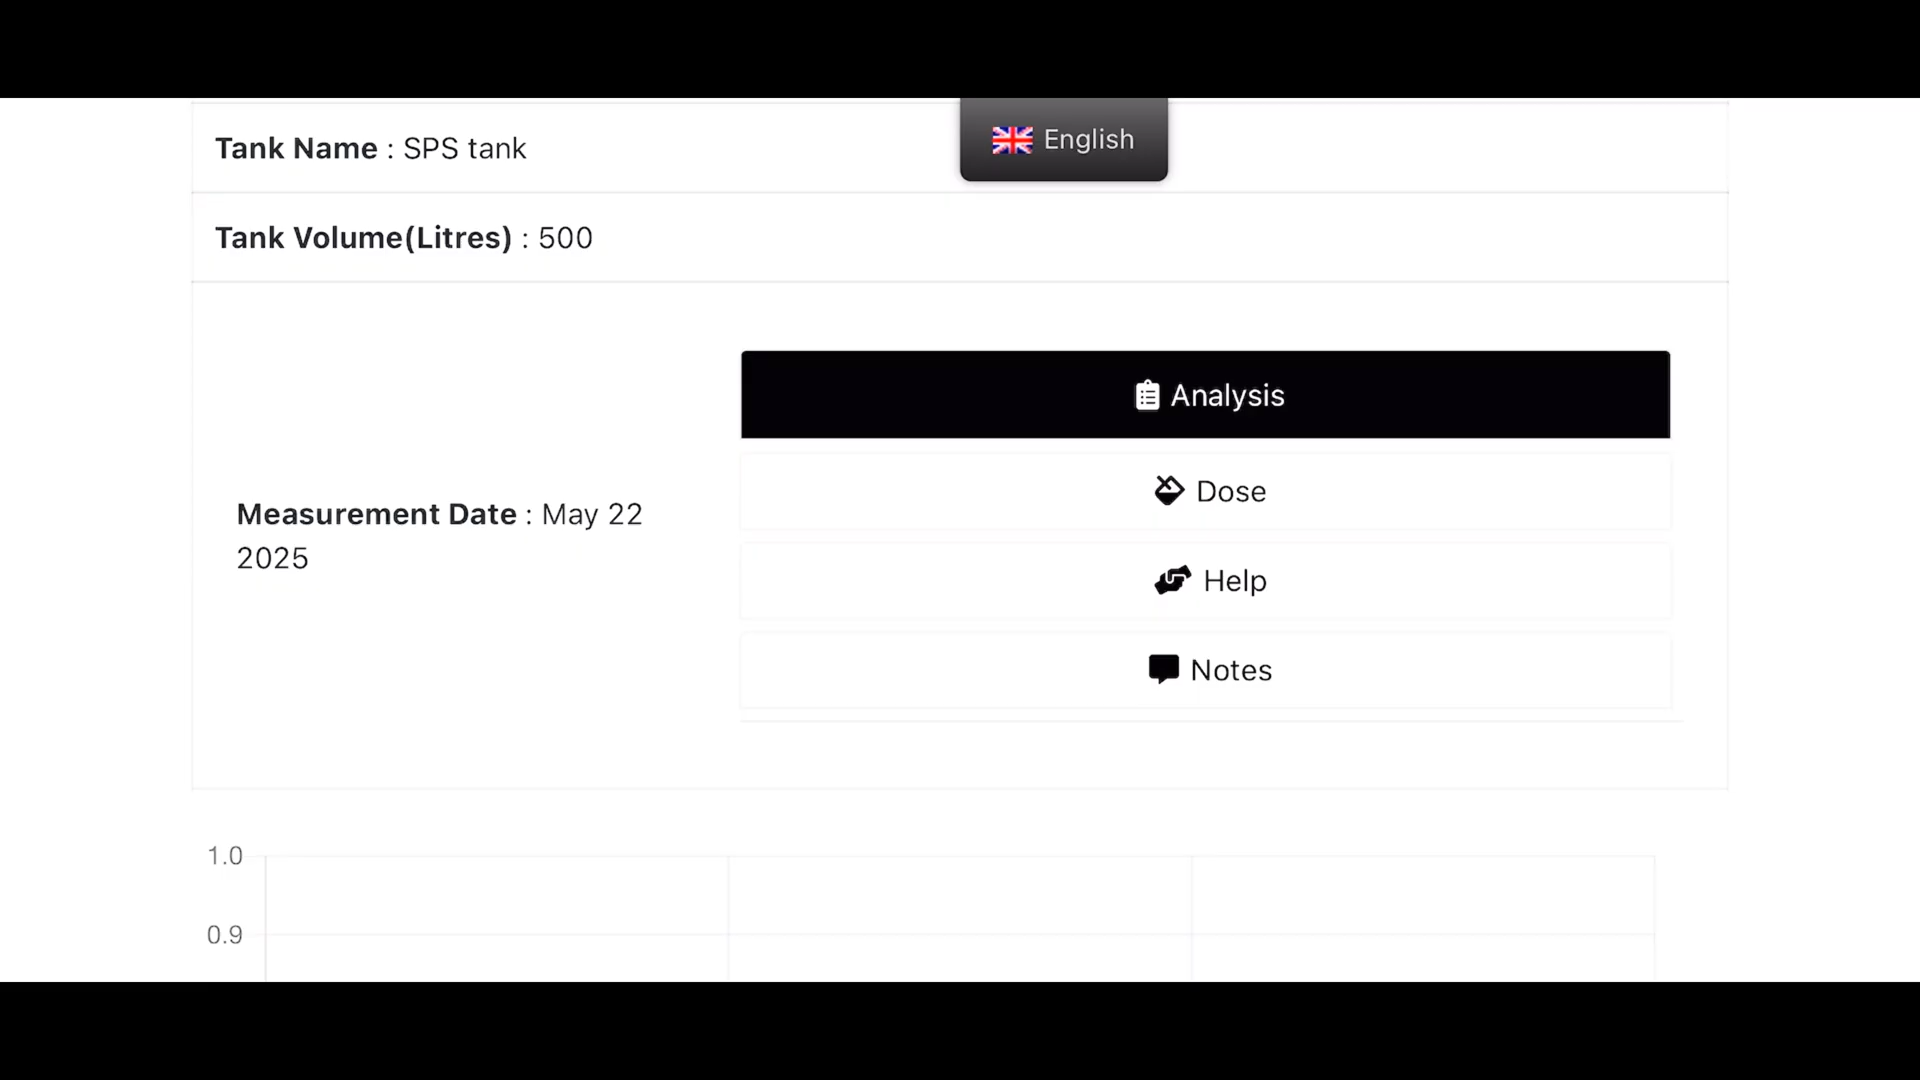 Tank Name : SPS tank
English
Tank Volume(Litres) : 500
Analysis
Dose
Measurement Date : May 22
2025
Help
Notes
1.0
0.9